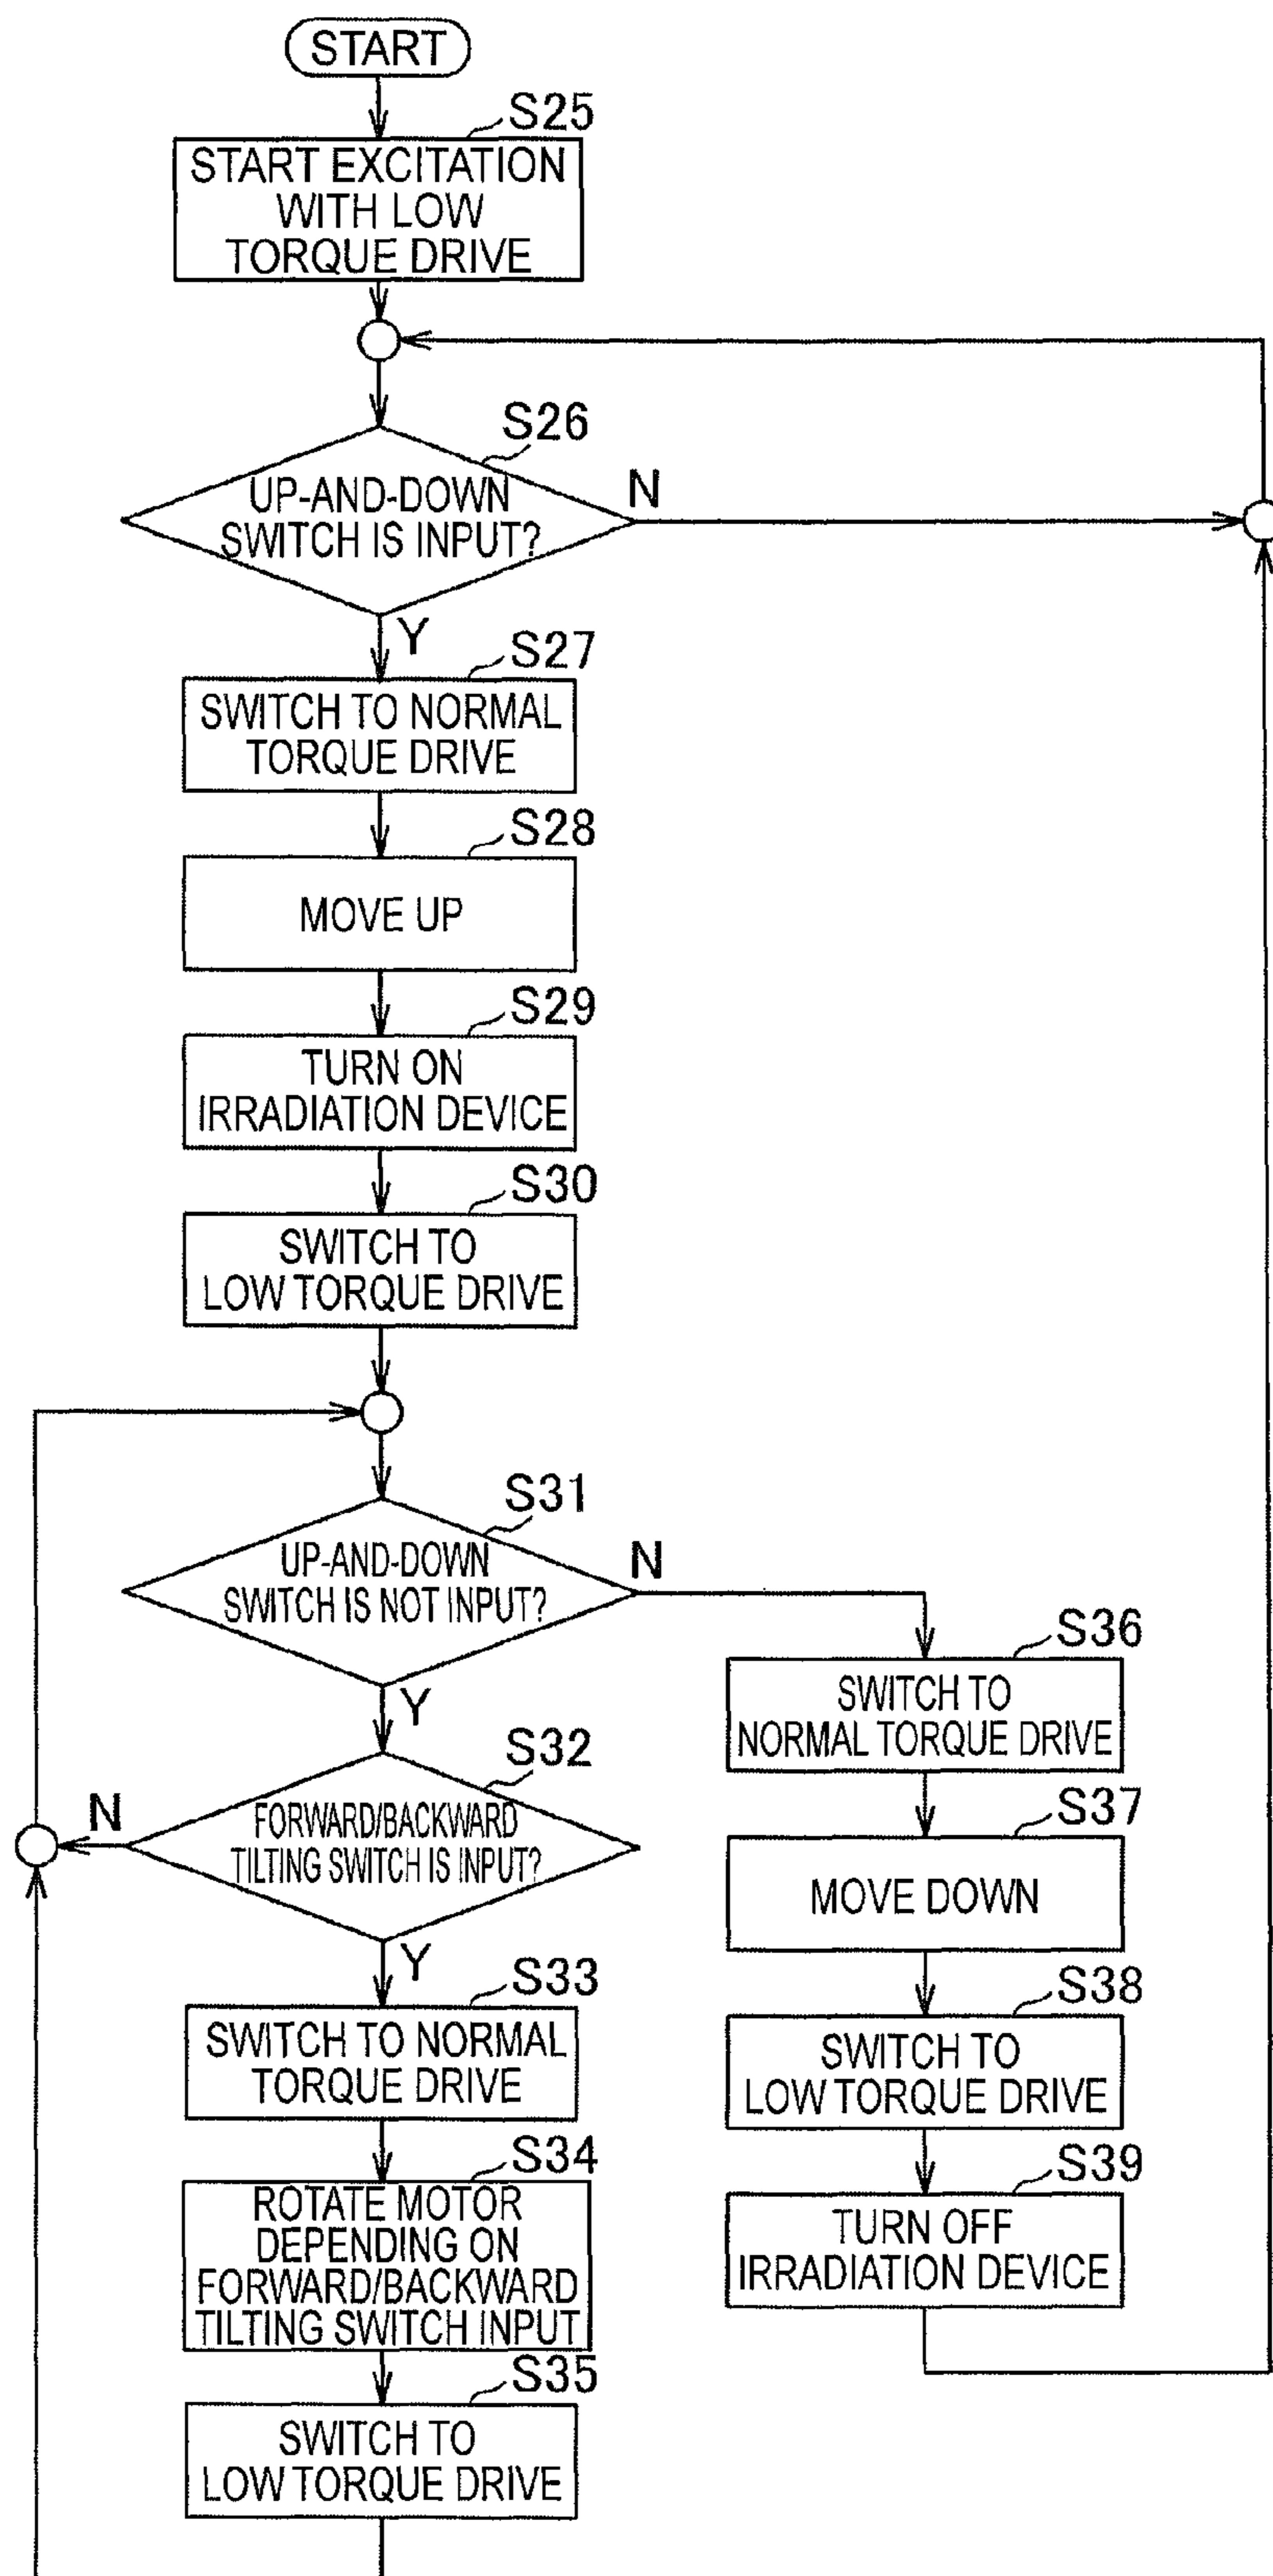 START
S25
START EXCITATION
WITH LOW
TORQUE DRIVE
S26
UP-AND-DOWN
SWITCH IS INPUT?
N
Y
S27
SWITCH TO NORMAL
TORQUE DRIVE
S28
MOVE UP
S29
TURN ON
IRRADIATION DEVICE
S30
SWITCH TO
LOW TORQUE DRIVE
S31
UP-AND-DOWN
SWITCH IS NOT INPUT?
N
Y
S32
FORWARD/BACKWARD
TILTING SWITCH IS INPUT?
N
Y
S33
SWITCH TO NORMAL
TORQUE DRIVE
S34
ROTATE MOTOR
DEPENDING ON
FORWARD/BACKWARD
TILTING SWITCH INPUT
S35
SWITCH TO
LOW TORQUE DRIVE
S36
SWITCH TO
NORMAL TORQUE DRIVE
S37
MOVE DOWN
S38
SWITCH TO
LOW TORQUE DRIVE
S39
TURN OFF
IRRADIATION DEVICE